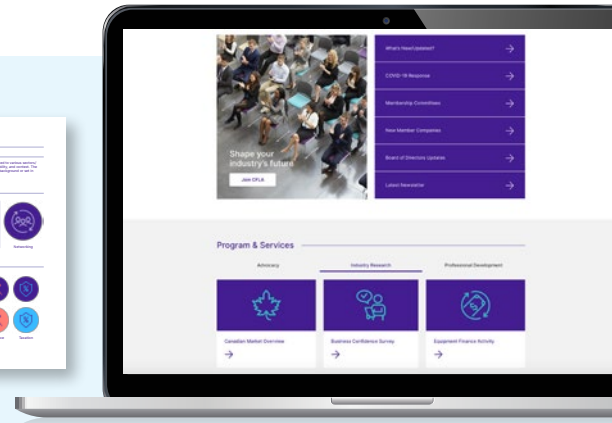 What's New/Updated?
COVID-19 Response
Membership Committees
New Member Companies
Board of Directory Updates
Latest Newsletter
Shape your
industry's future
Join CFLA
Program & Services
Advocacy
Industry Research
Professional Development
Canadian Market Overview
Business Confidence Survey
Equipment Finance Activity
Networking
Taxation